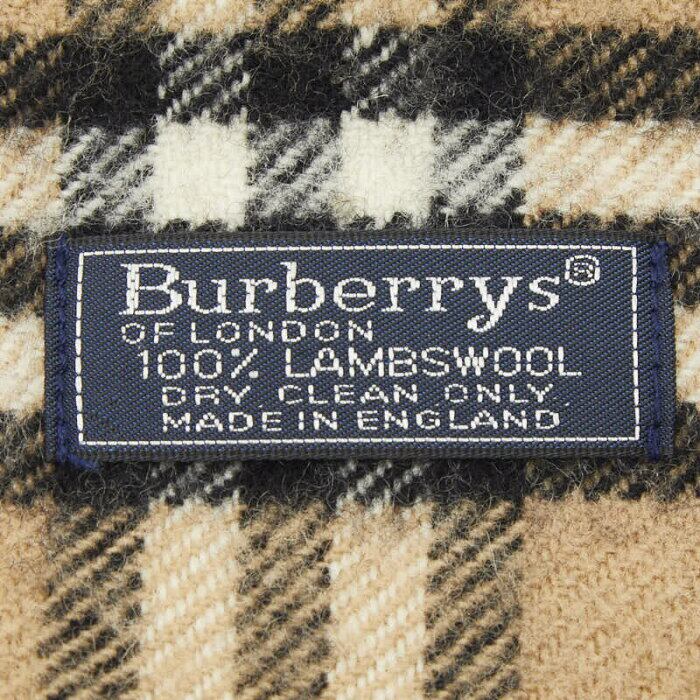 Burberrys®
OF LONDON
100% LAMBSWOOL
DRY CLEAN ONLY
MADE IN ENGLAND